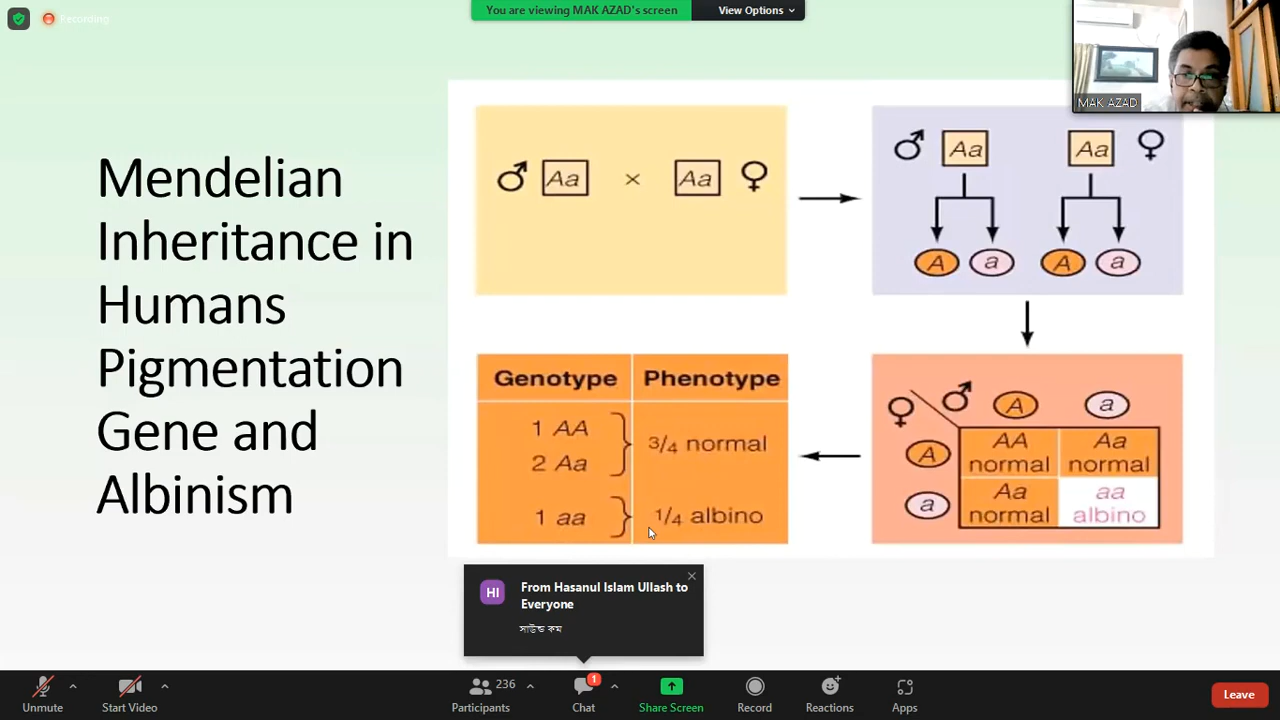 Recording
You are viewing MAK AZAD's screen
View Options
MAK AZAD
Mendelian
Inheritance in
Humans
Pigmentation
Gene and
Albinism
Aa × Aa
Aa Aa
A a A a
Genotype Phenotype
1 AA
2 Aa
3/4 normal
1 aa
1/4 albino
A a
A AA normal Aa normal
a Aa normal aa albino
HI
From Hasanul Islam Ullash to
Everyone
সাউন্ড কম
Unmute
Start Video
236
Participants
1
Chat
Share Screen
Record
Reactions
Apps
Leave